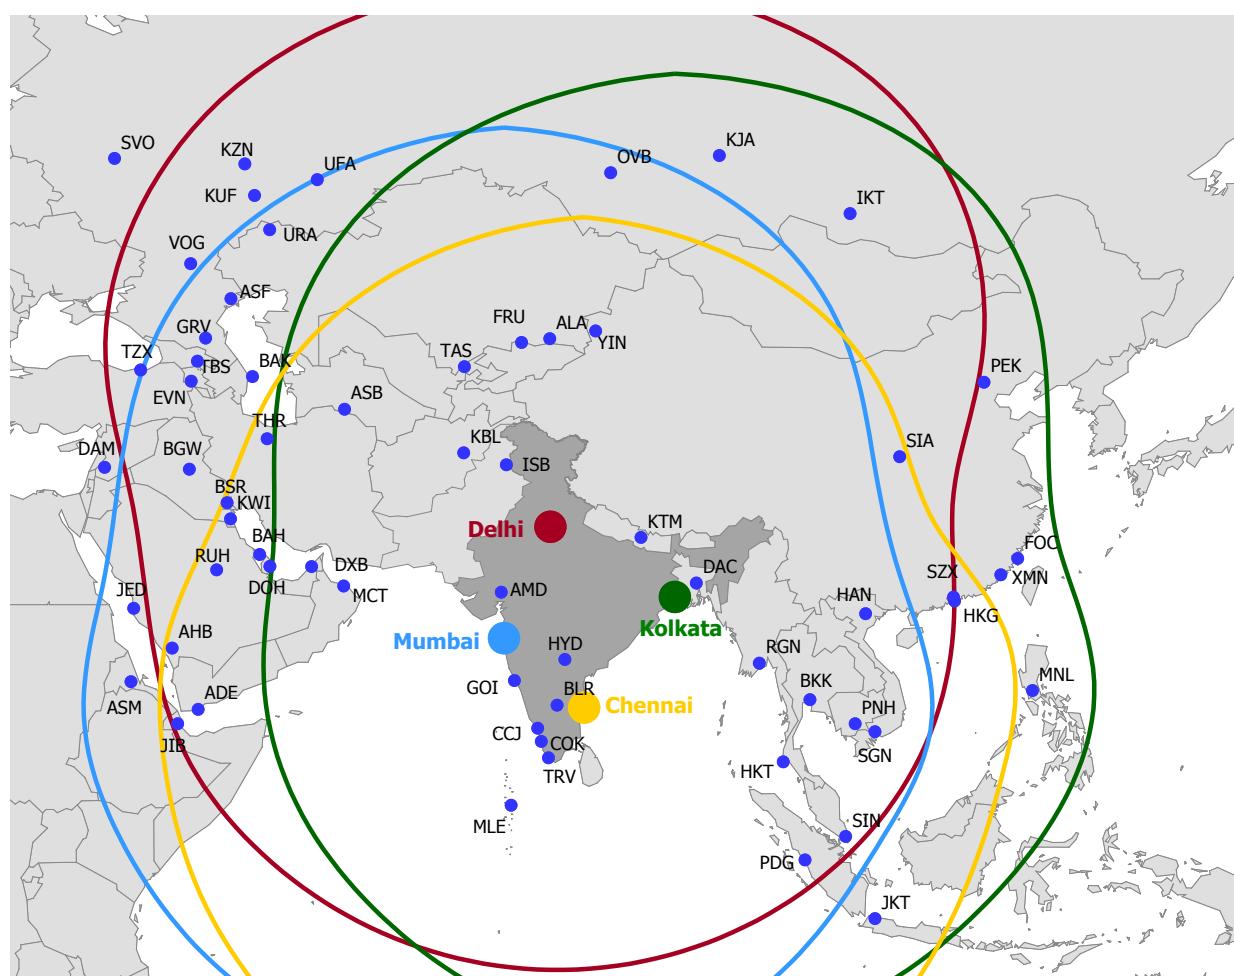 SVO
KZN
UFA
OVB
KJA
KUF
IKT
URA
VOG
ASF
GRV
FRU
ALA
YIN
TZX
TBS
BAK
TAS
PEK
EVN
ASB
THR
DAM
BGW
KBL
ISB
SIA
BSR
KWI
Delhi
KTM
BAH
RUH
DXB
FOC
DOH
MCT
AMD
DAC
SZX
XMN
JED
HAN
HKG
Kolkata
AHB
Mumbai
HYD
RGN
ASM
ADE
GOI
BLR
Chennai
BKK
MNL
PNH
JIB
CCJ
COK
SGN
TRV
HKT
MLE
SIN
PDG
JKT